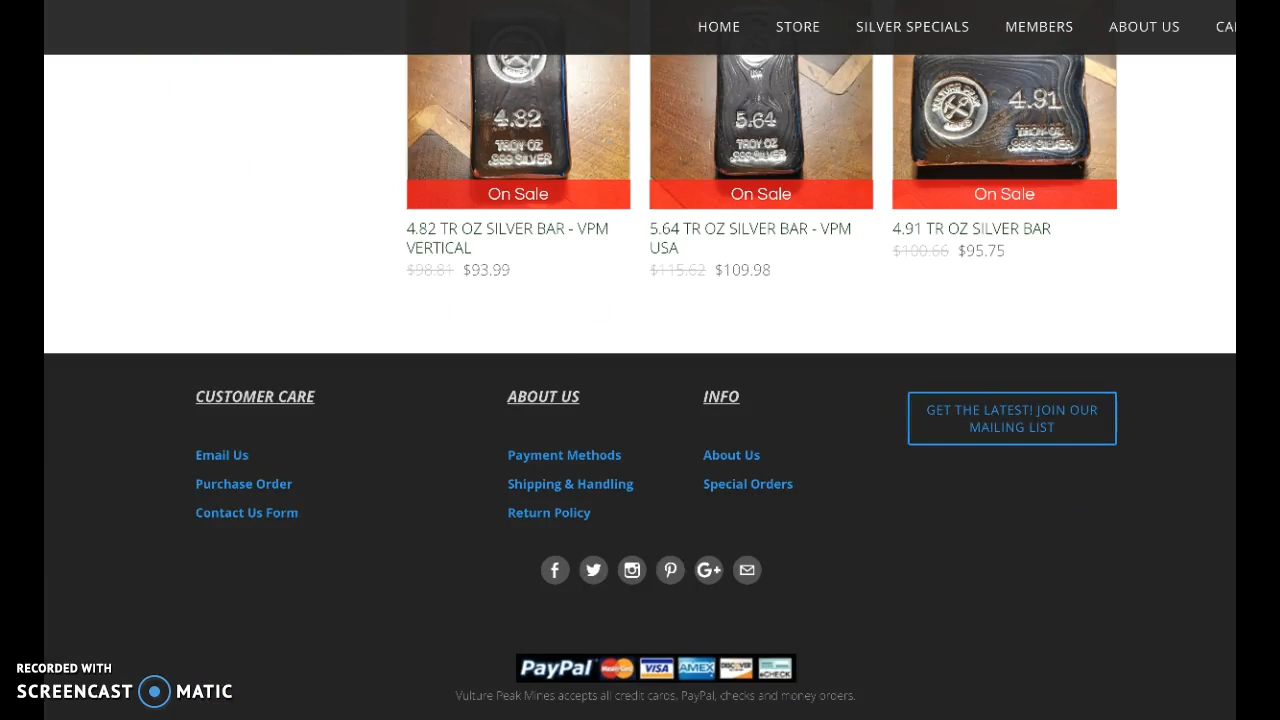 HOME STORE SILVER SPECIALS MEMBERS ABOUT US CA
4.82
TROY OZ
.999 SILVER
USA
5.64
TROY OZ
.999 SILVER
VULTURE PEAK
MINES
4.91
TROY OZ
.999 SILVER
On Sale On Sale On Sale
4.82 TR OZ SILVER BAR - VPM
VERTICAL
$98.81 $93.99
5.64 TR OZ SILVER BAR - VPM
USA
$115.62 $109.98
4.91 TR OZ SILVER BAR
$100.66 $95.75
CUSTOMER CARE
Email Us
Purchase Order
Contact Us Form
ABOUT US
Payment Methods
Shipping & Handling
Return Policy
INFO
About Us
Special Orders
GET THE LATEST! JOIN OUR
MAILING LIST
f G+
PayPal MasterCard VISA AMEX DISCOVER eCHECK
Vulture Peak Mines accepts all credit cards, PayPal, checks and money orders.
RECORDED WITH
SCREENCAST MATIC